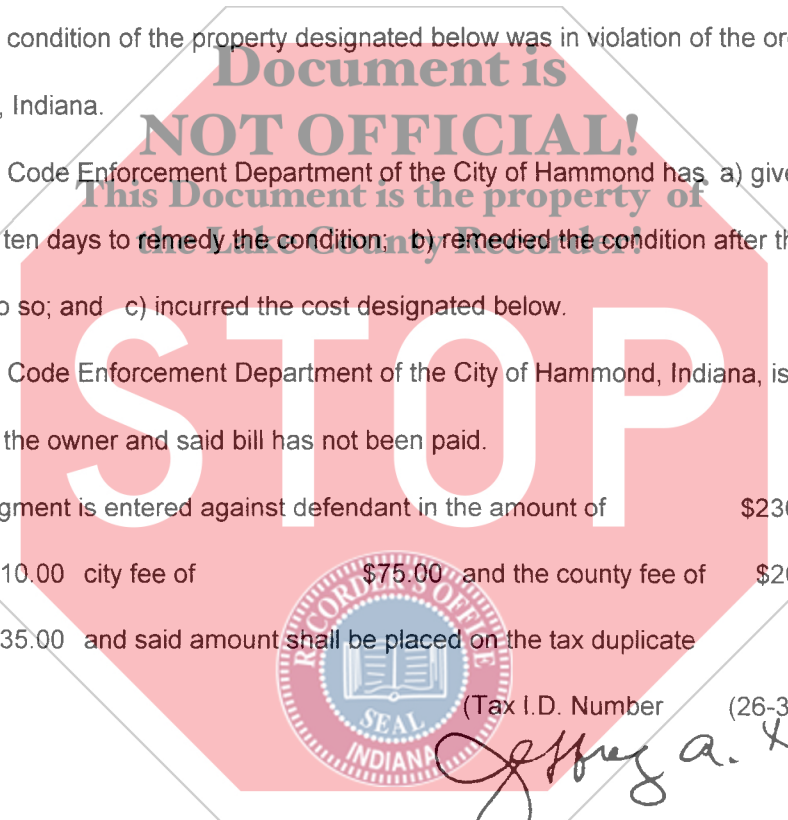 condition of the property designated below was in violation of the or
Document is
, Indiana.
NOT OFFICIAL!
Code Enforcement Department of the City of Hammond has a) give
This Document is the property of
ten days to remedy the condition; b) remedied the condition after th
the Lake County Recorder!
o so; and c) incurred the cost designated below.
STOP
Code Enforcement Department of the City of Hammond, Indiana, is
the owner and said bill has not been paid.
gment is entered against defendant in the amount of $230
10.00 city fee of $75.00 and the county fee of $20
35.00 and said amount shall be placed on the tax duplicate
RECORDER'S OFFICE
SEAL
INDIANA
(Tax I.D. Number (26-3
Jeffrey a.